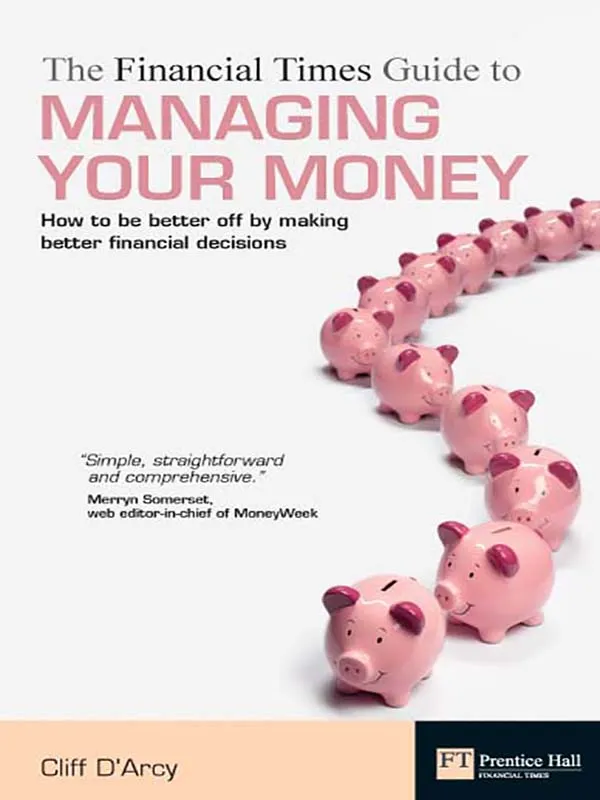 The Financial Times Guide to
MANAGING
YOUR MONEY
How to be better off by making
better financial decisions
“Simple, straightforward
and comprehensive.”
Merryn Somerset,
web editor-in-chief of MoneyWeek
Cliff D'Arcy
FT Prentice Hall
FINANCIAL TIMES